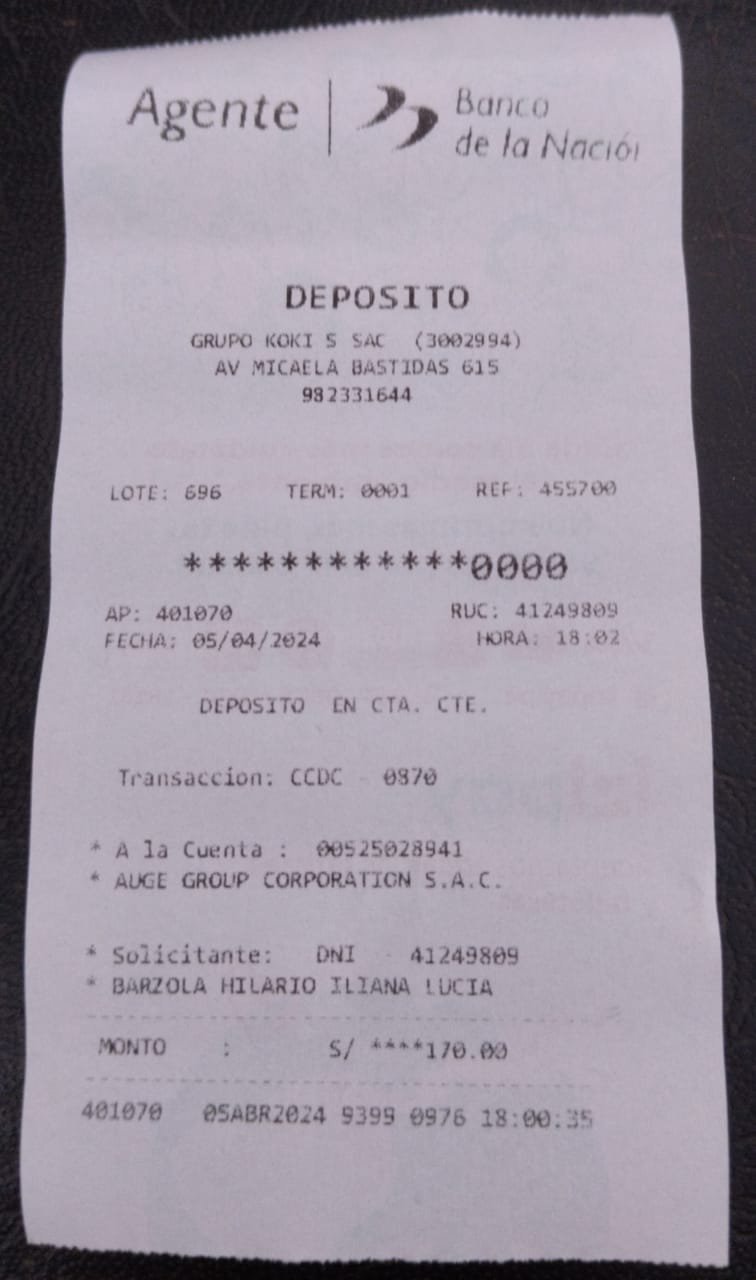 Agente
Banco
de la Nación
DEPOSITO
GRUPO KOKI S SAC (3002994)
AV MICAELA BASTIDAS 615
982331644
LOTE: 696 TERM: 0001 REF: 455700
************0000
AP: 401070 RUC: 41249809
FECHA: 05/04/2024 HORA: 18:02
DEPOSITO EN CTA. CTE.
Transaccion: CCDC - 0870
* A la Cuenta : 00525028941
* AUGE GROUP CORPORATION S.A.C.
* Solicitante: DNI - 41249809
* BARZOLA HILARIO ILIANA LUCIA
MONTO : S/ ****170.00
401070 05ABR2024 9399 0976 18:00:35